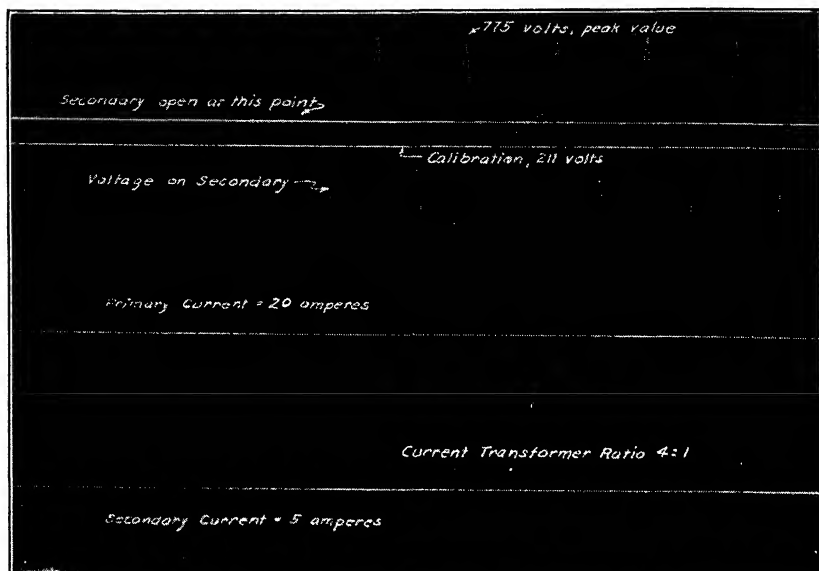 775 volts, peak value
Secondary open at this point
Calibration, 211 volts
Voltage on Secondary
Primary Current = 20 amperes
Current Transformer Ratio 4:1
Secondary Current = 5 amperes